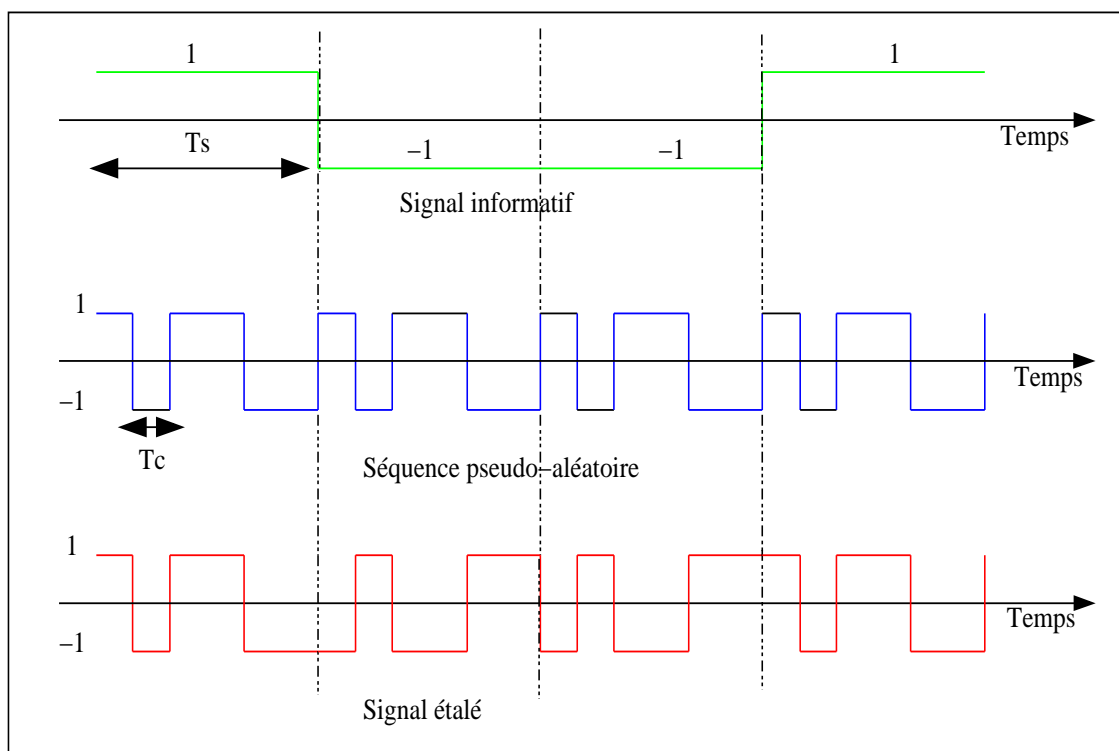 1
1
Temps
Ts
−1
−1
Signal informatif
1
Temps
−1
Tc
Séquence pseudo−aléatoire
1
Temps
−1
Signal étalé